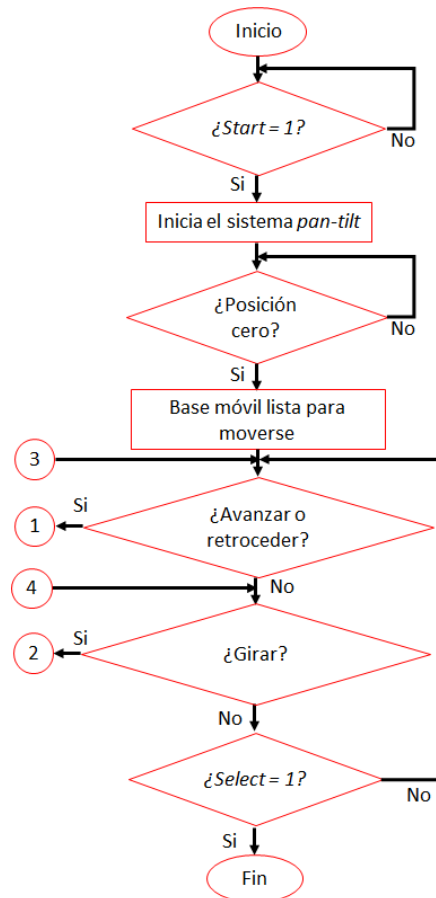 Inicio
¿Start = 1?
No
Si
Inicia el sistema pan-tilt
¿Posición
cero?
No
Si
Base móvil lista para
moverse
3
Si
1
¿Avanzar o
retroceder?
4
No
Si
2
¿Girar?
No
¿Select = 1?
No
Si
Fin